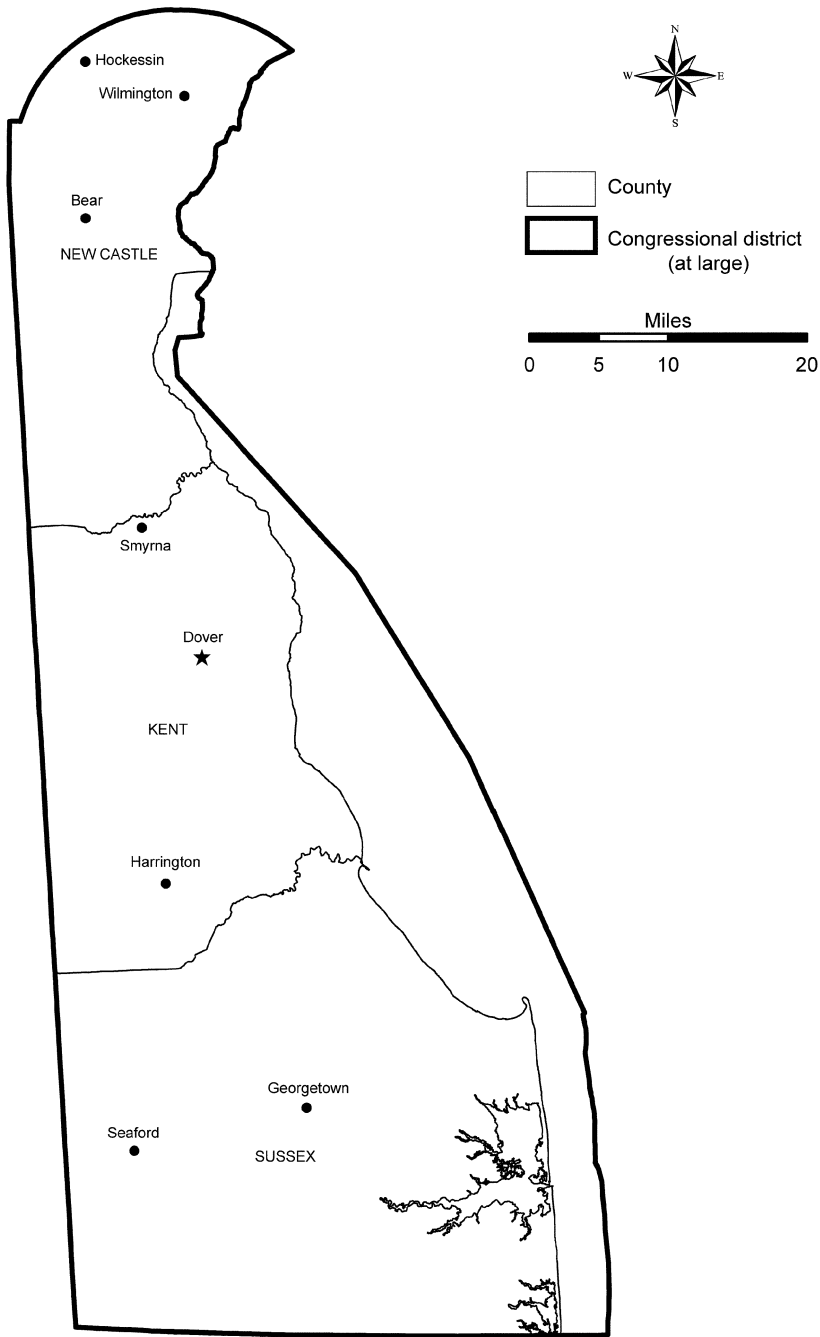 Hockessin
Wilmington
Bear
NEW CASTLE
Smyrna
Dover
KENT
Harrington
Georgetown
Seaford
SUSSEX
N
W E
S
County
Congressional district
(at large)
Miles
0 5 10 20